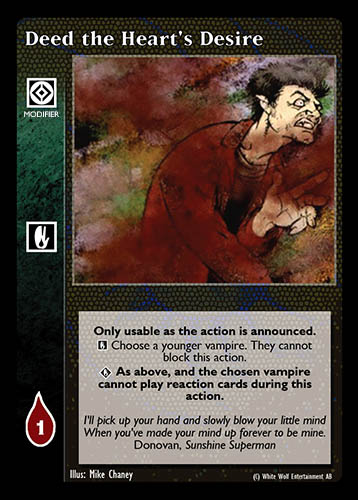 Deed the Heart's Desire
MODIFIER
Only usable as the action is announced.
Choose a younger vampire. They cannot
block this action.
As above, and the chosen vampire
cannot play reaction cards during this
action.
I'll pick up your hand and slowly blow your little mind
When you've made your mind up forever to be mine.
Donovan, Sunshine Superman
1
Illus: Mike Chaney
(C) White Wolf Entertainment AB